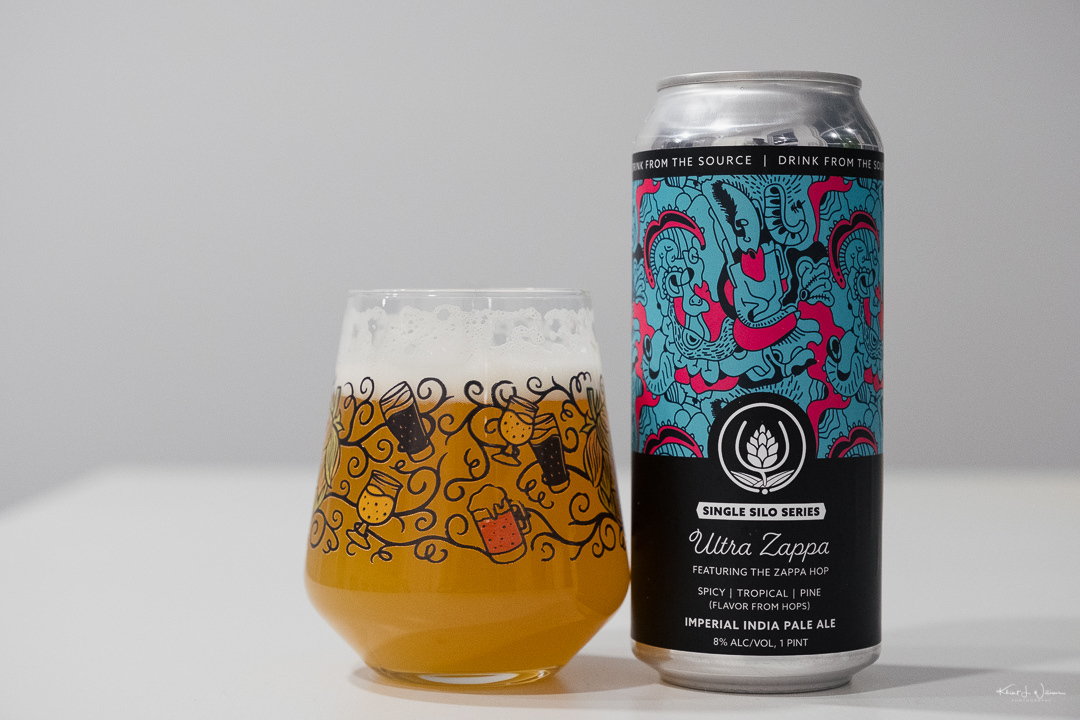 DRINK FROM THE SOURCE | DRINK FROM THE SOU
SINGLE SILO SERIES
Ultra Zappa
FEATURING THE ZAPPA HOP
SPICY | TROPICAL | PINE
(FLAVOR FROM HOPS)
IMPERIAL INDIA PALE ALE
8% ALC/VOL, 1 PINT